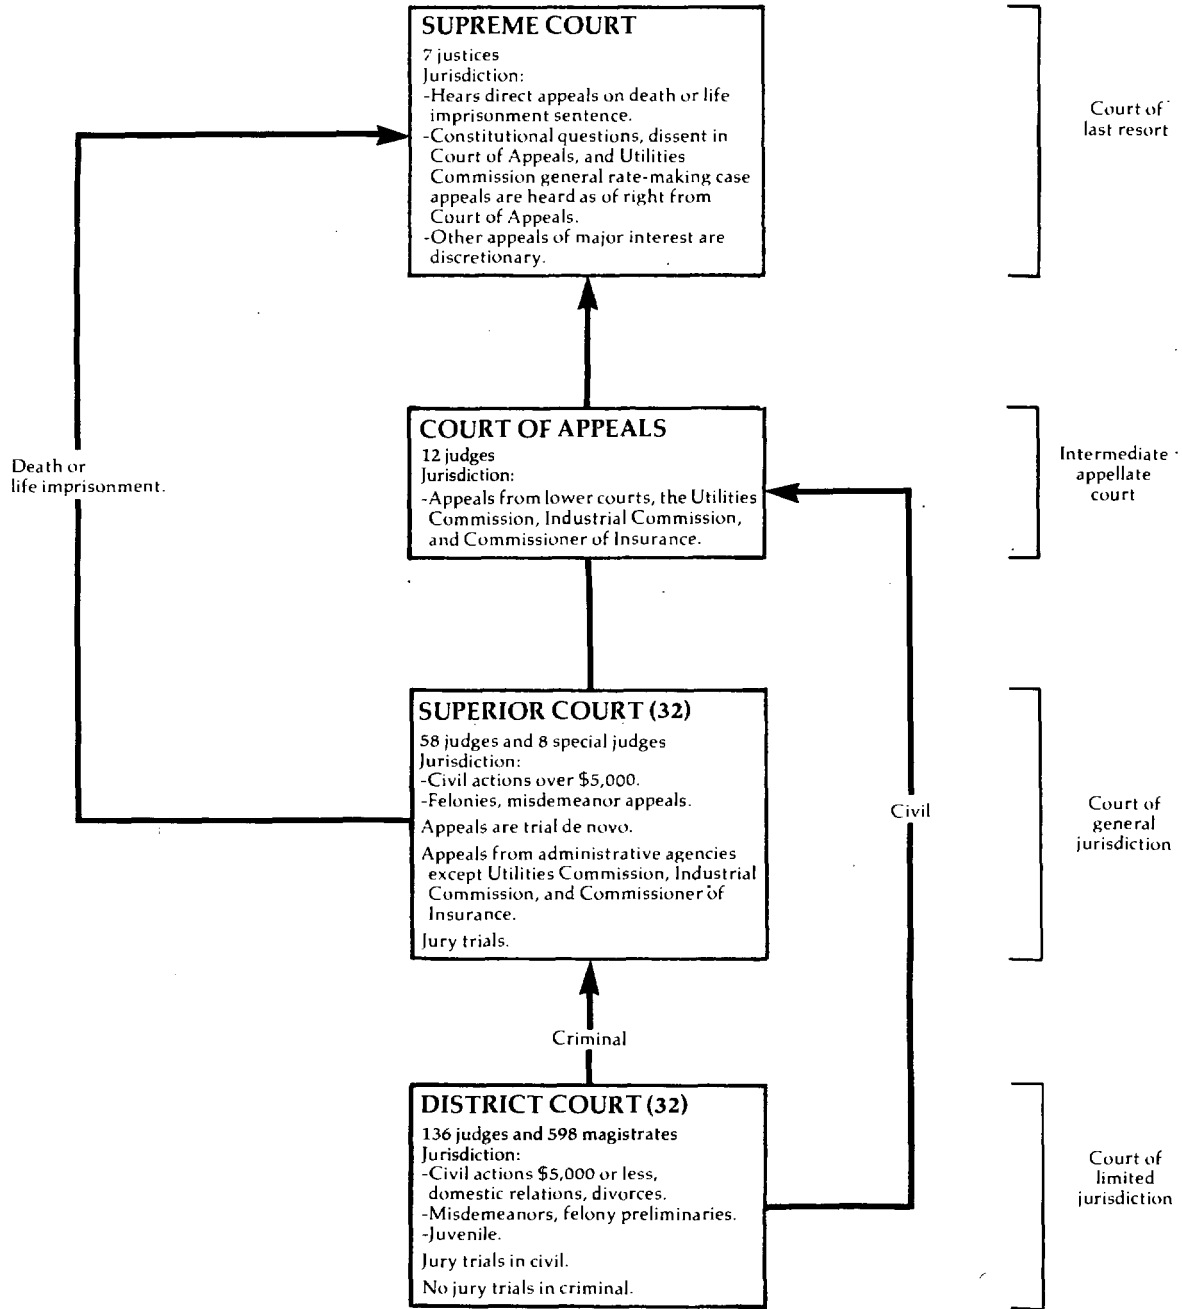 SUPREME COURT
7 justices
Jurisdiction:
-Hears direct appeals on death or life
imprisonment sentence.
-Constitutional questions, dissent in
Court of Appeals, and Utilities
Commission general rate-making case
appeals are heard as of right from
Court of Appeals.
-Other appeals of major interest are
discretionary.
Court of
last resort
Death or
life imprisonment.
COURT OF APPEALS
12 judges
Jurisdiction:
-Appeals from lower courts, the Utilities
Commission, Industrial Commission,
and Commissioner of Insurance.
Intermediate
appellate
court
SUPERIOR COURT (32)
58 judges and 8 special judges
Jurisdiction:
-Civil actions over $5,000.
-Felonies, misdemeanor appeals.
Appeals are trial de novo.
Appeals from administrative agencies
except Utilities Commission, Industrial
Commission, and Commissioner of
Insurance.
Jury trials.
Civil
Court of
general
jurisdiction
Criminal
DISTRICT COURT (32)
136 judges and 598 magistrates
Jurisdiction:
-Civil actions $5,000 or less,
domestic relations, divorces.
-Misdemeanors, felony preliminaries.
-Juvenile.
Jury trials in civil.
No jury trials in criminal.
Court of
limited
jurisdiction